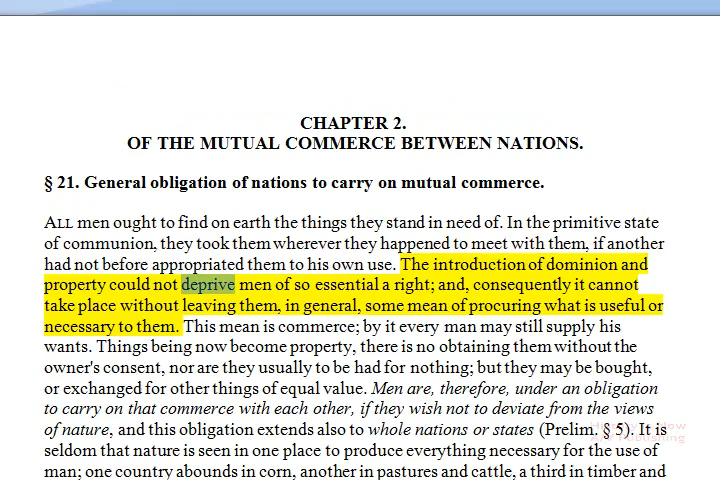 CHAPTER 2.
OF THE MUTUAL COMMERCE BETWEEN NATIONS.
§ 21. General obligation of nations to carry on mutual commerce.
ALL men ought to find on earth the things they stand in need of. In the primitive state
of communion, they took them wherever they happened to meet with them, if another
had not before appropriated them to his own use. The introduction of dominion and
property could not deprive men of so essential a right; and, consequently it cannot
take place without leaving them, in general, some mean of procuring what is useful or
necessary to them. This mean is commerce; by it every man may still supply his
wants. Things being now become property, there is no obtaining them without the
owner's consent, nor are they usually to be had for nothing; but they may be bought,
or exchanged for other things of equal value. Men are, therefore, under an obligation
to carry on that commerce with each other, if they wish not to deviate from the views
of nature, and this obligation extends also to whole nations or states (Prelim. § 5). It is
seldom that nature is seen in one place to produce everything necessary for the use of
man; one country abounds in corn, another in pastures and cattle, a third in timber and